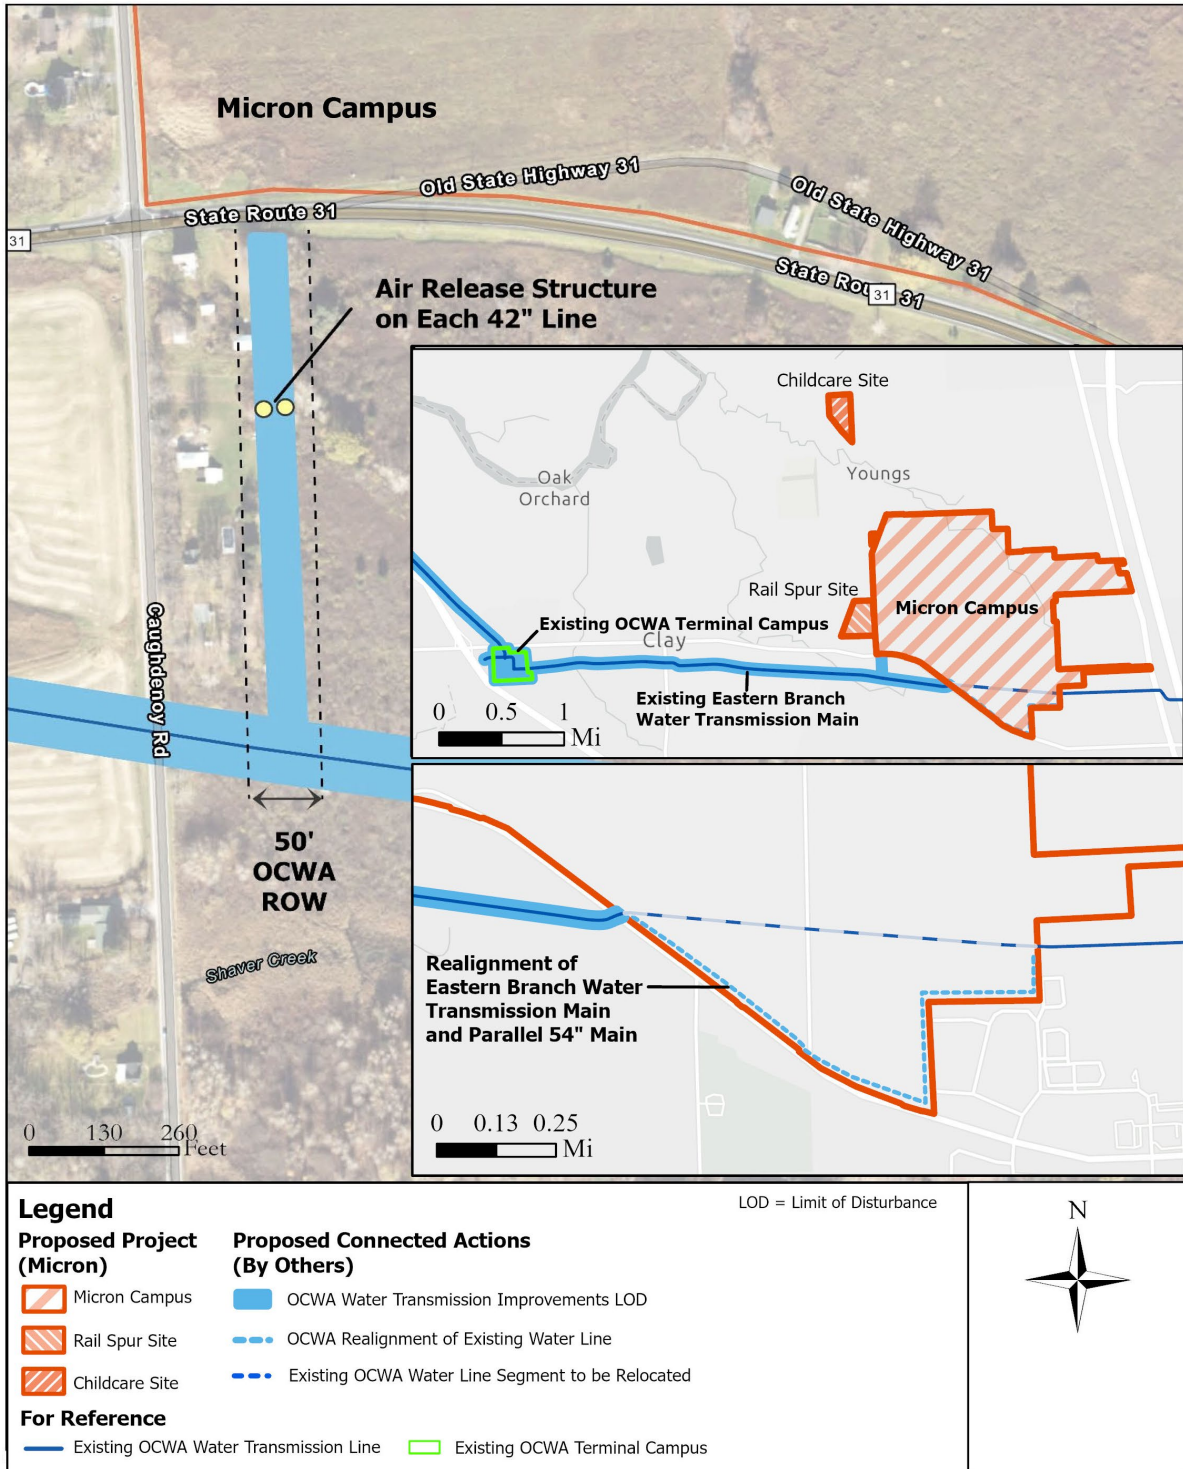 Micron Campus
Old State Highway 31
Old State Highway 31
State Route 31
State Route 31
31
31
Air Release Structure
on Each 42" Line
Caughdenoy Rd
50'
OCWA
ROW
Shaver Creek
0 130 260
Feet
Childcare Site
Oak
Orchard
Youngs
Rail Spur Site
Micron Campus
Existing OCWA Terminal Campus
Clay
Existing Eastern Branch
Water Transmission Main
0 0.5 1
Mi
Realignment of
Eastern Branch Water
Transmission Main
and Parallel 54" Main
0 0.13 0.25
Mi
Legend
LOD = Limit of Disturbance
Proposed Project
(Micron)
Micron Campus
Rail Spur Site
Childcare Site
Proposed Connected Actions
(By Others)
OCWA Water Transmission Improvements LOD
OCWA Realignment of Existing Water Line
Existing OCWA Water Line Segment to be Relocated
For Reference
Existing OCWA Water Transmission Line
Existing OCWA Terminal Campus
N